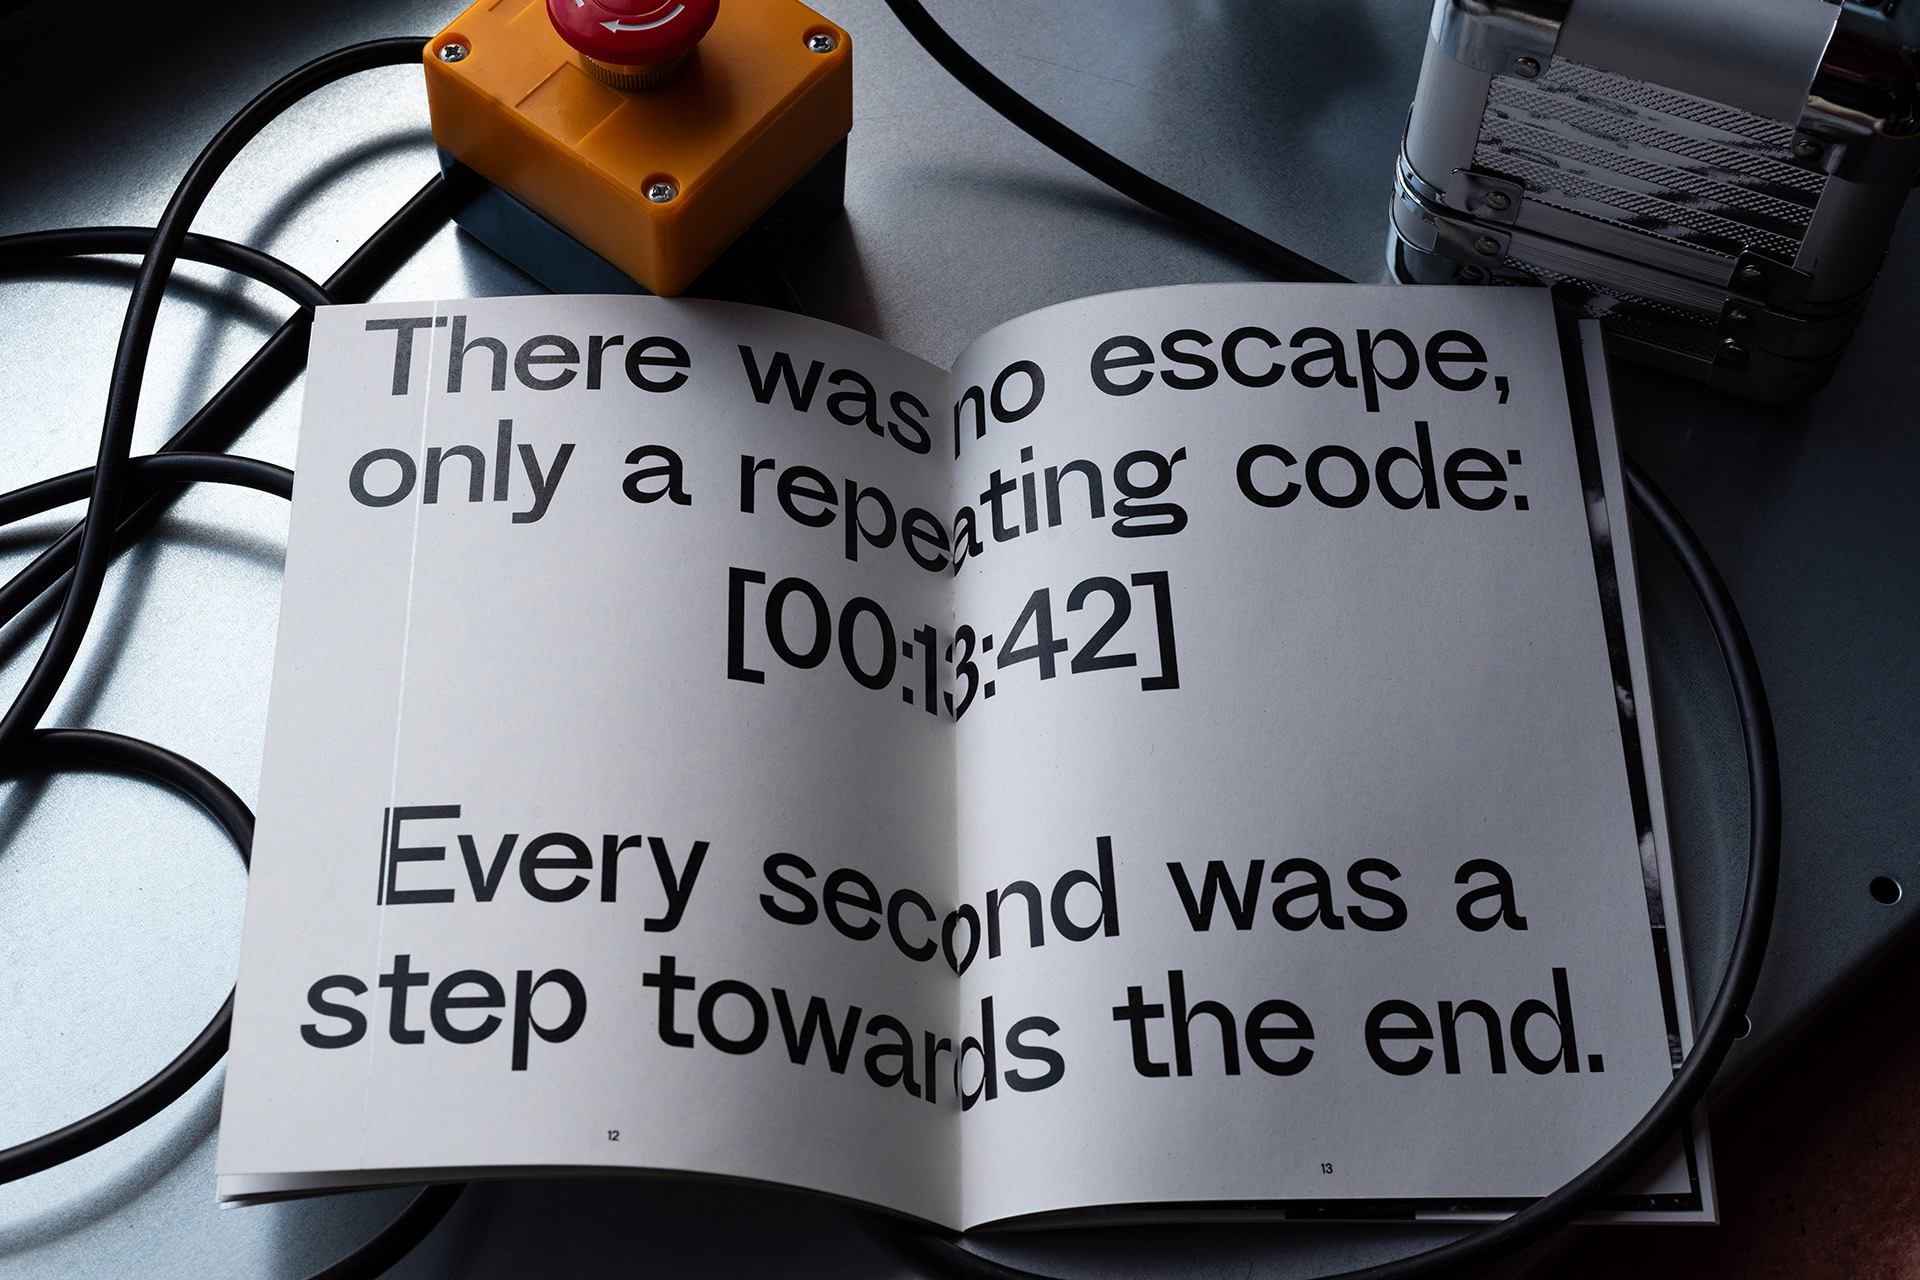 There was no escape,
only a repeating code:
[00:13:42]
Every second was a
step towards the end.
12
13